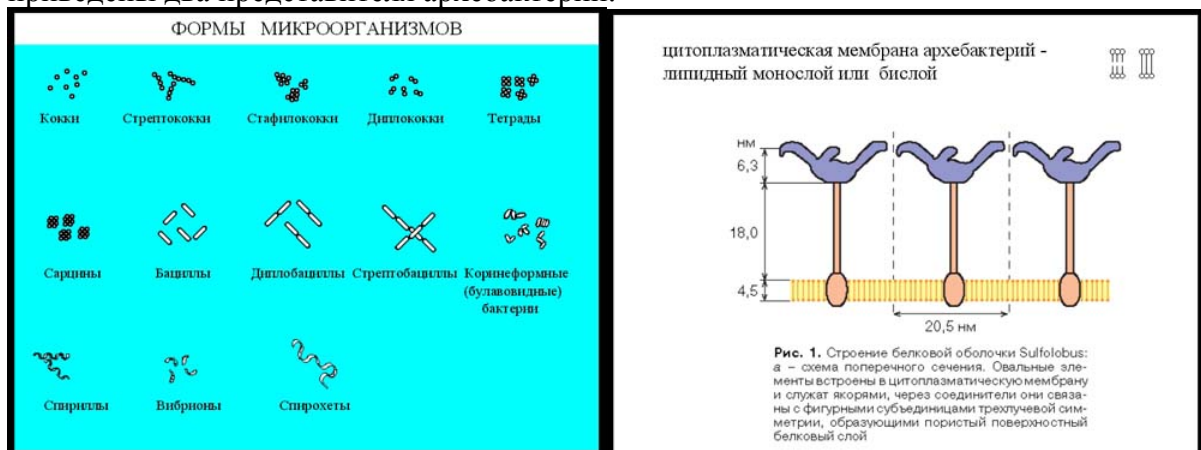 ФОРМЫ МИКРООРГАНИЗМОВ
Кокки Стрептококки Стафилококки Диплококки Тетрады
Сарцины Бациллы Диплобациллы Стрептобациллы Коринеформные
(булавовидные)
бактерии
Спириллы Вибрионы Спирохеты
цитоплазматическая мембрана архебактерий -
липидный монослой или бислой
нм
6,3
18,0
4,5
20,5 нм
Рис. 1. Строение белковой оболочки Sulfolobus:
а – схема поперечного сечения. Овальные эле-
менты встроены в цитоплазматическую мембрану
и служат якорями, через соединители они связа-
ны с фигурными субъединицами трехлучевой сим-
метрии, образующими пористый поверхностный
белковый слой